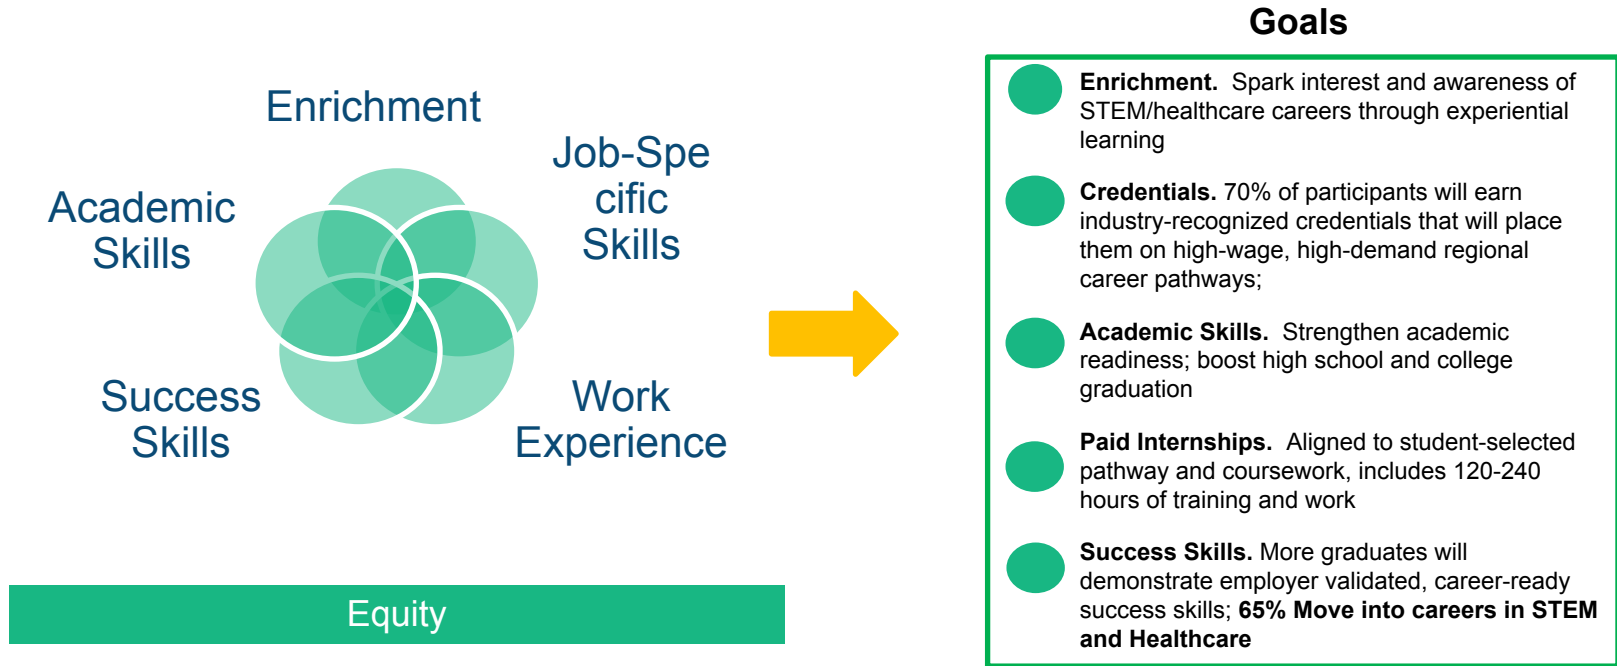 Enrichment
Job-Spe
cific
Skills
Academic
Skills
Success
Skills
Work
Experience
Equity
Goals
Enrichment. Spark interest and awareness of
STEM/healthcare careers through experiential
learning
Credentials. 70% of participants will earn
industry-recognized credentials that will place
them on high-wage, high-demand regional
career pathways;
Academic Skills. Strengthen academic
readiness; boost high school and college
graduation
Paid Internships. Aligned to student-selected
pathway and coursework, includes 120-240
hours of training and work
Success Skills. More graduates will
demonstrate employer validated, career-ready
success skills; 65% Move into careers in STEM
and Healthcare